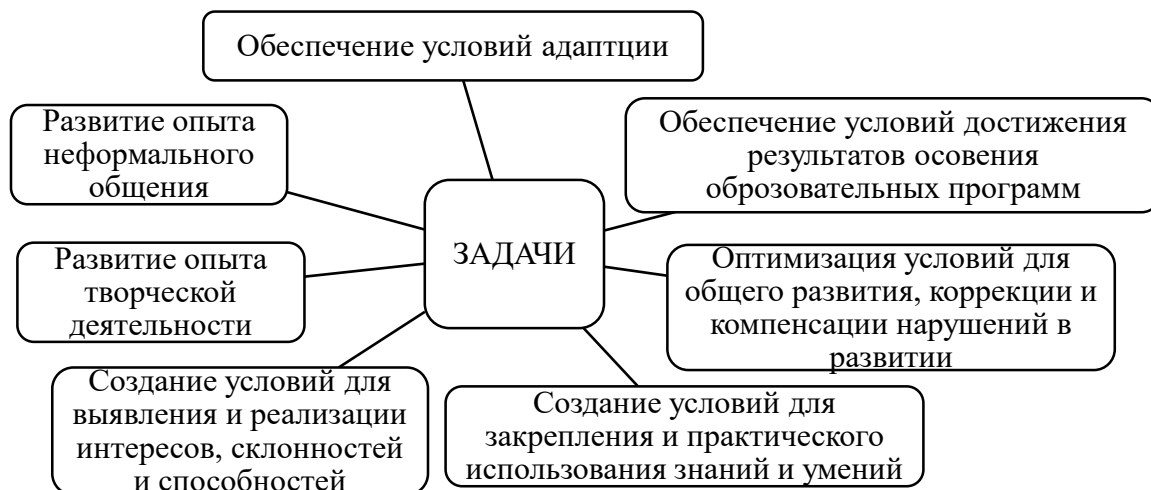 Обеспечение условий адаптции
Развитие опыта
неформального
общения
Обеспечение условий достижения
результатов осовения
оброзовательных программ
ЗАДАЧИ
Развитие опыта
творческой
деятельности
Оптимизация условий для
общего развития, коррекции и
компенсации нарушений в
развитии
Создание условий для
выявления и реализации
интересов, склонностей
и способностей
Создание условий для
закрепления и практического
использования знаний и умений